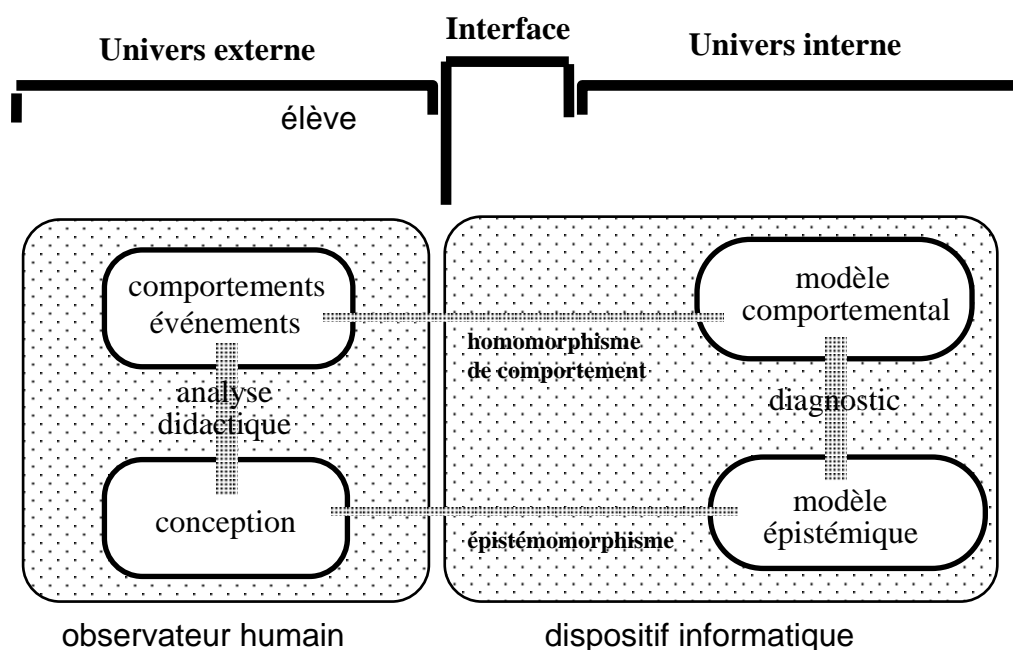 Univers externe
Interface
Univers interne
élève
comportements
événements
modèle
comportemental
homomorphisme
de comportement
analyse
didactique
diagnostic
conception
épistémomorphisme
modèle
épistémique
observateur humain
dispositif informatique